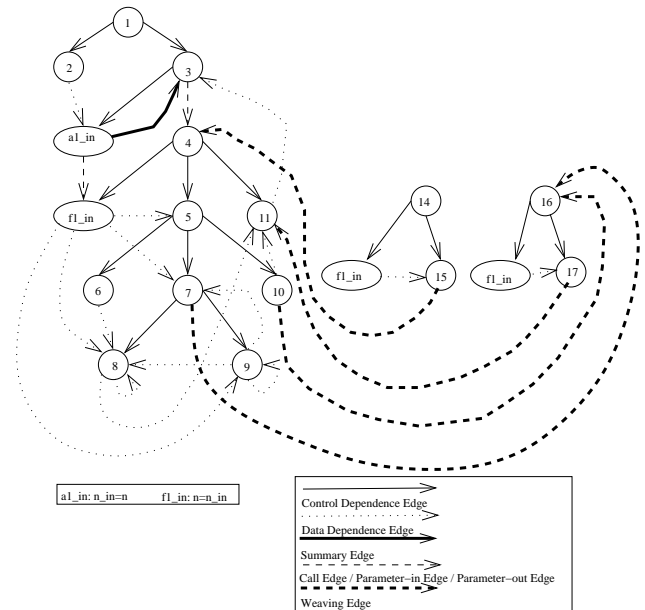 1
2
3
a1_in
4
f1_in
5
11
14
16
f1_in
15
f1_in
17
6
7
10
8
9
a1_in: n_in=n f1_in: n=n_in
Control Dependence Edge
Data Dependence Edge
Summary Edge
Call Edge / Parameter−in Edge / Parameter−out Edge
Weaving Edge